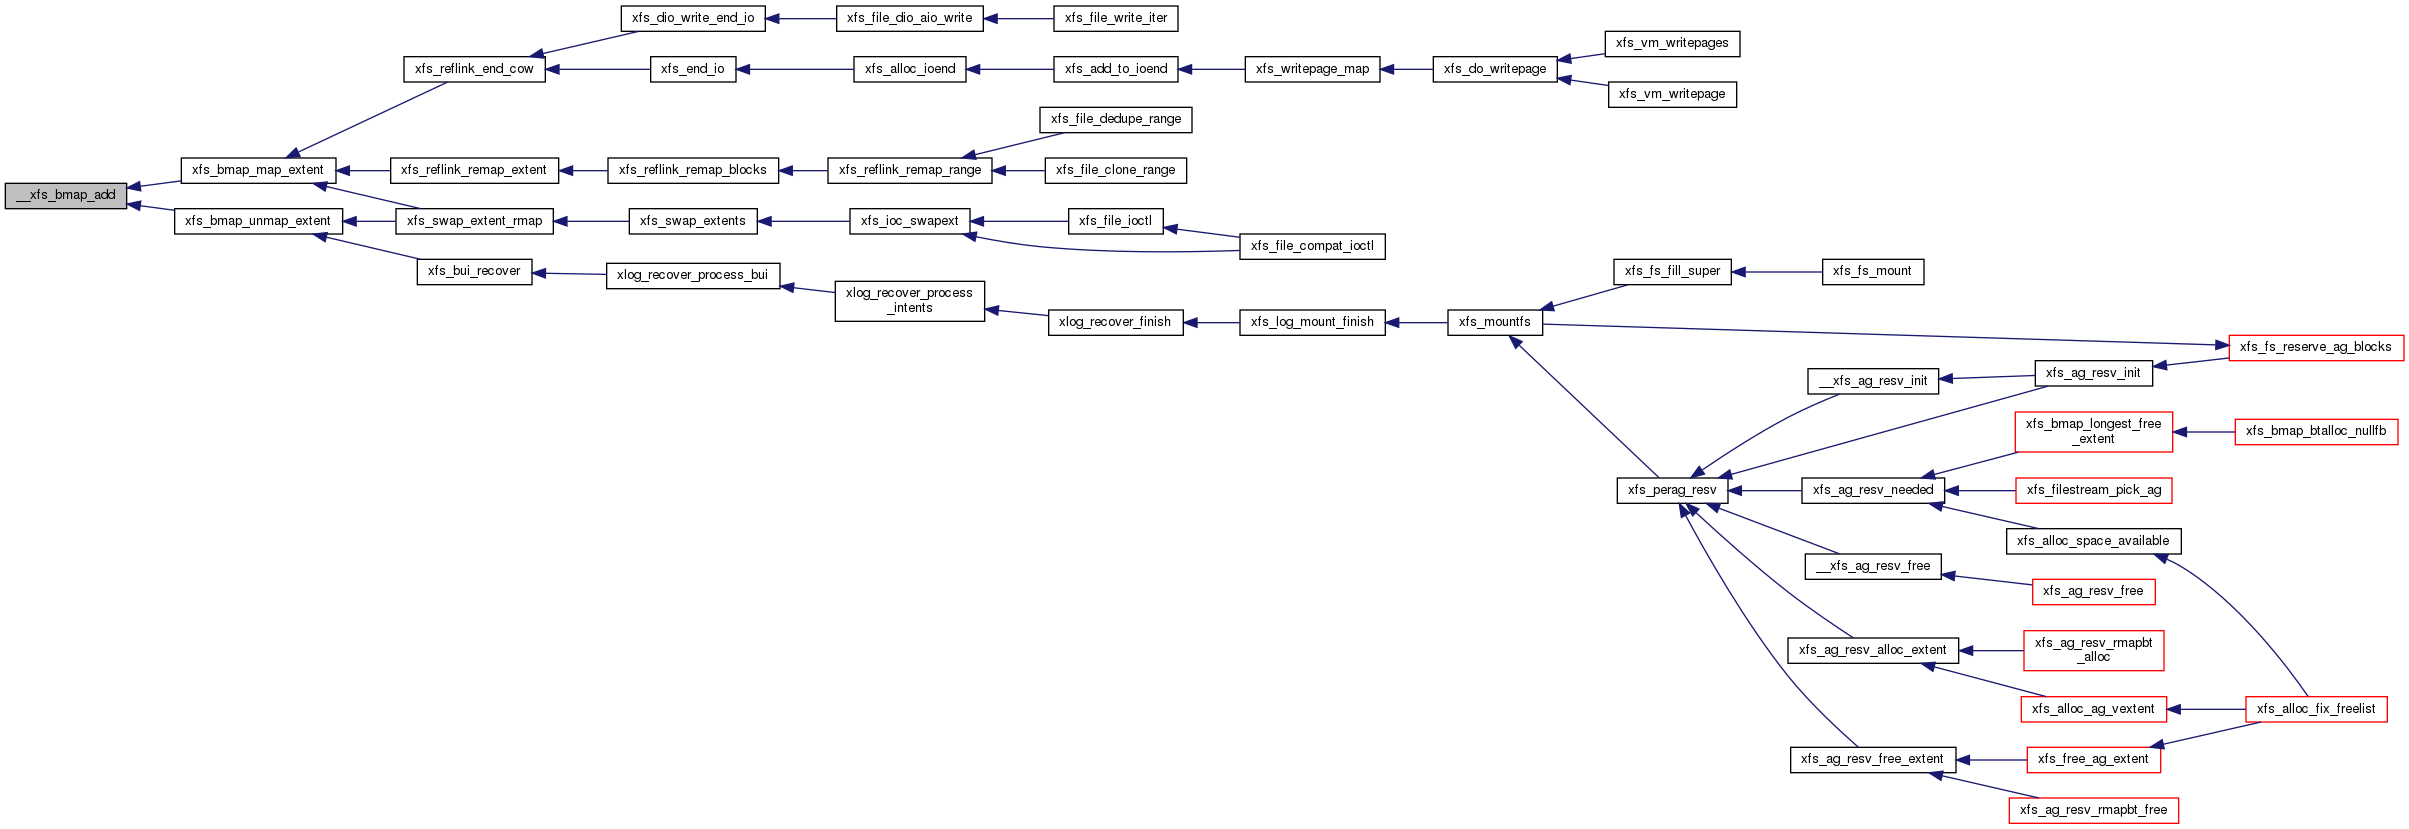 xfs_dio_write_end_io
xfs_file_dio_aio_write
xfs_file_write_iter
xfs_vm_writepages
xfs_reflink_end_cow
xfs_end_io
xfs_alloc_ioend
xfs_add_to_ioend
xfs_writepage_map
xfs_do_writepage
xfs_vm_writepage
xfs_file_dedupe_range
xfs_bmap_map_extent
xfs_reflink_remap_extent
xfs_reflink_remap_blocks
xfs_reflink_remap_range
xfs_file_clone_range
__xfs_bmap_add
xfs_bmap_unmap_extent
xfs_swap_extent_rmap
xfs_swap_extents
xfs_ioc_swapext
xfs_file_ioctl
xfs_file_compat_ioctl
xfs_bui_recover
xlog_recover_process_bui
xlog_recover_process
_intents
xlog_recover_finish
xfs_log_mount_finish
xfs_mountfs
xfs_fs_fill_super
xfs_fs_mount
xfs_fs_reserve_ag_blocks
__xfs_ag_resv_init
xfs_ag_resv_init
xfs_bmap_longest_free
_extent
xfs_bmap_btalloc_nullfb
xfs_perag_resv
xfs_ag_resv_needed
xfs_filestream_pick_ag
xfs_alloc_space_available
__xfs_ag_resv_free
xfs_ag_resv_free
xfs_ag_resv_alloc_extent
xfs_ag_resv_rmapbt
_alloc
xfs_alloc_ag_vextent
xfs_alloc_fix_freelist
xfs_ag_resv_free_extent
xfs_free_ag_extent
xfs_ag_resv_rmapbt_free